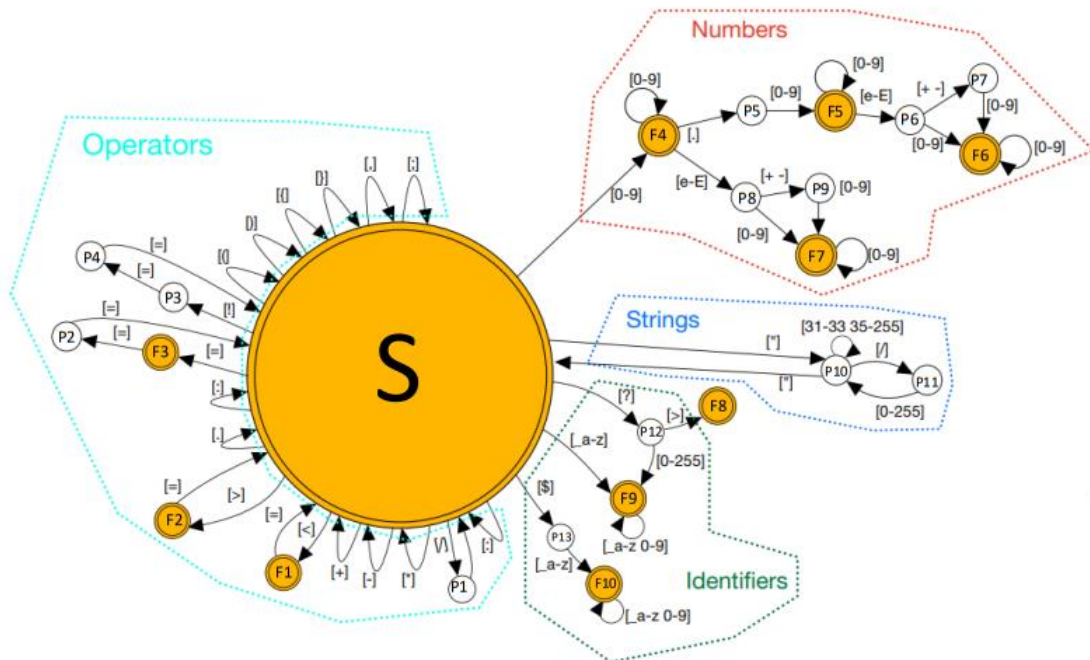 Numbers
[0-9]
[0-9]
P7
[+ -]
[0-9]
[e-E]
P5
F5
P6
[0-9]
F4
[.]
[0-9]
F6
[0-9]
[e-E]
[+ -]
P9
[0-9]
P8
[0-9]
[0-9]
F7
[0-9]
Operators
[,]
[;]
[}]
[{]
[)]
[(]
P4
[=]
[=]
P3
[!]
P2
[=]
[=]
F3
[=]
[:]
[.]
[=]
[>]
F2
[=]
[<]
F1
[+]
[-]
[*]
[/]
P1
[:]
S
Strings
[31-33 35-255]
["]
P10
[/]
P11
["]
[0-255]
[?]
F8
[>]
P12
[_a-z]
[0-255]
[$]
F9
[_a-z 0-9]
P13
[_a-z]
F10
[_a-z 0-9]
Identifiers